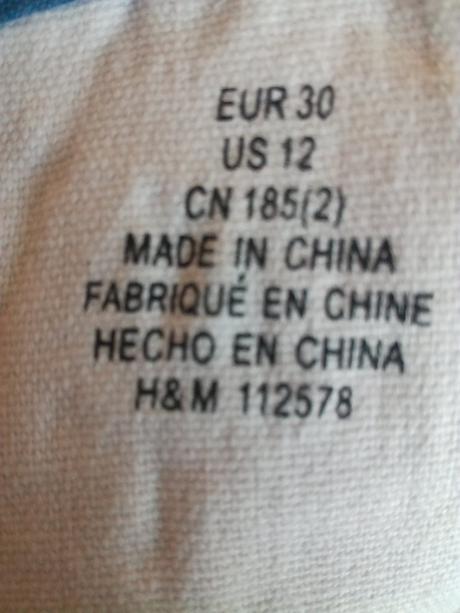 EUR 30
US 12
CN 185(2)
MADE IN CHINA
FABRIQUÉ EN CHINE
HECHO EN CHINA
H&M 112578